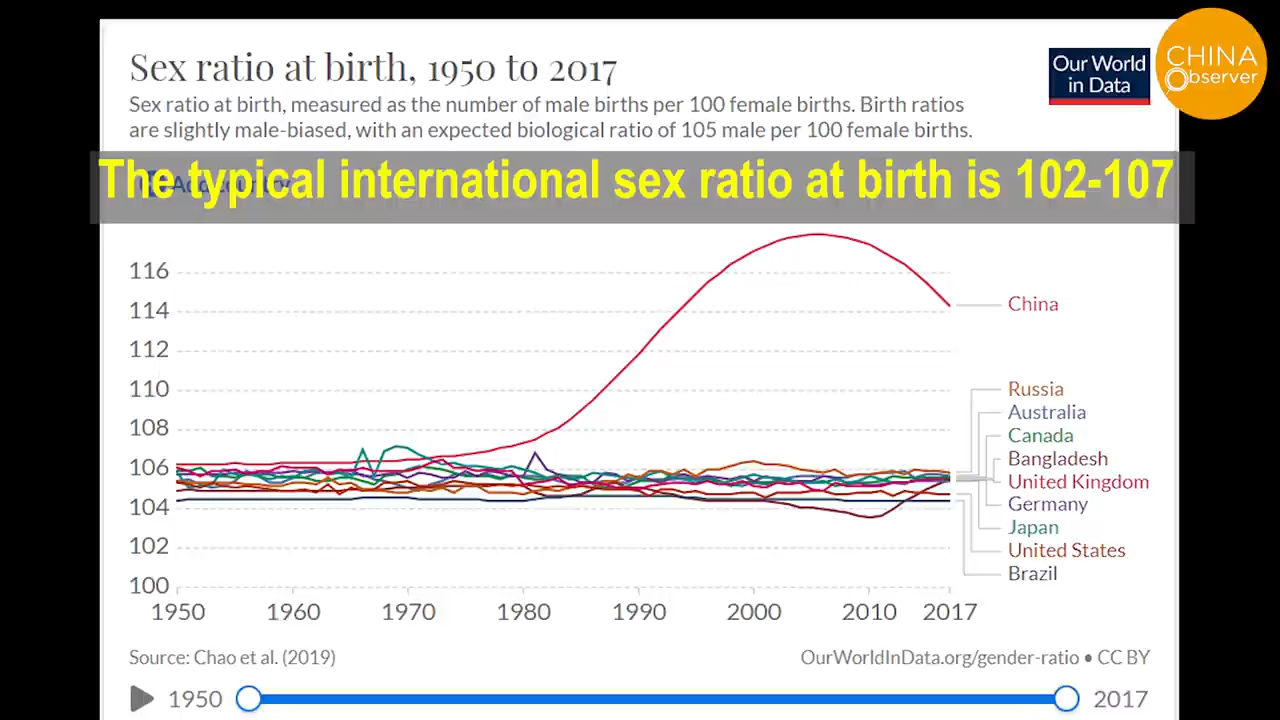 Sex ratio at birth, 1950 to 2017
Sex ratio at birth, measured as the number of male births per 100 female births. Birth ratios
are slightly male-biased, with an expected biological ratio of 105 male per 100 female births.
Our World
in Data
CHINA
Observer
The typical international sex ratio at birth is 102-107
116
114
112
110
108
106
104
102
100
1950
1960
1970
1980
1990
2000
2010
2017
China
Russia
Australia
Canada
Bangladesh
United Kingdom
Germany
Japan
United States
Brazil
Source: Chao et al. (2019)
OurWorldInData.org/gender-ratio • CC BY
1950
2017